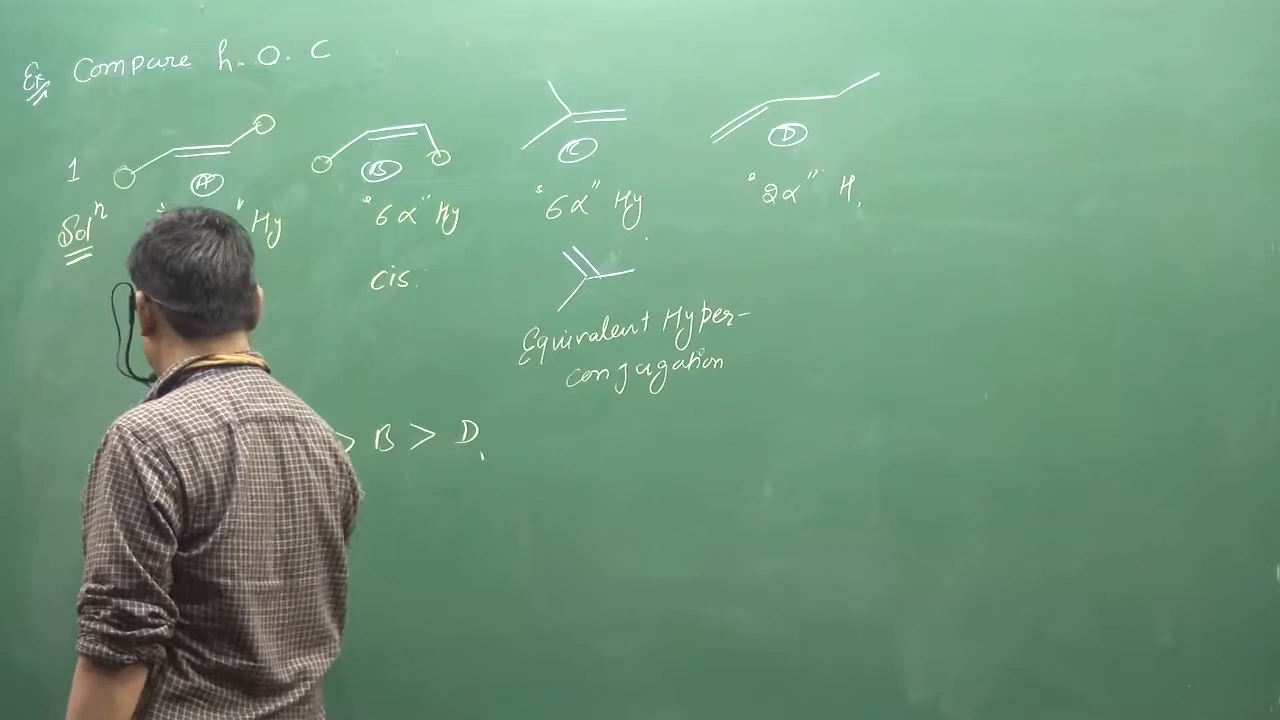 Ex Compare h. O. C
1
A B C D
Solⁿ " Hy "6α" Hy "6α" Hy "2α" H
cis
Equivalent Hyper-
conjugation
> B > D